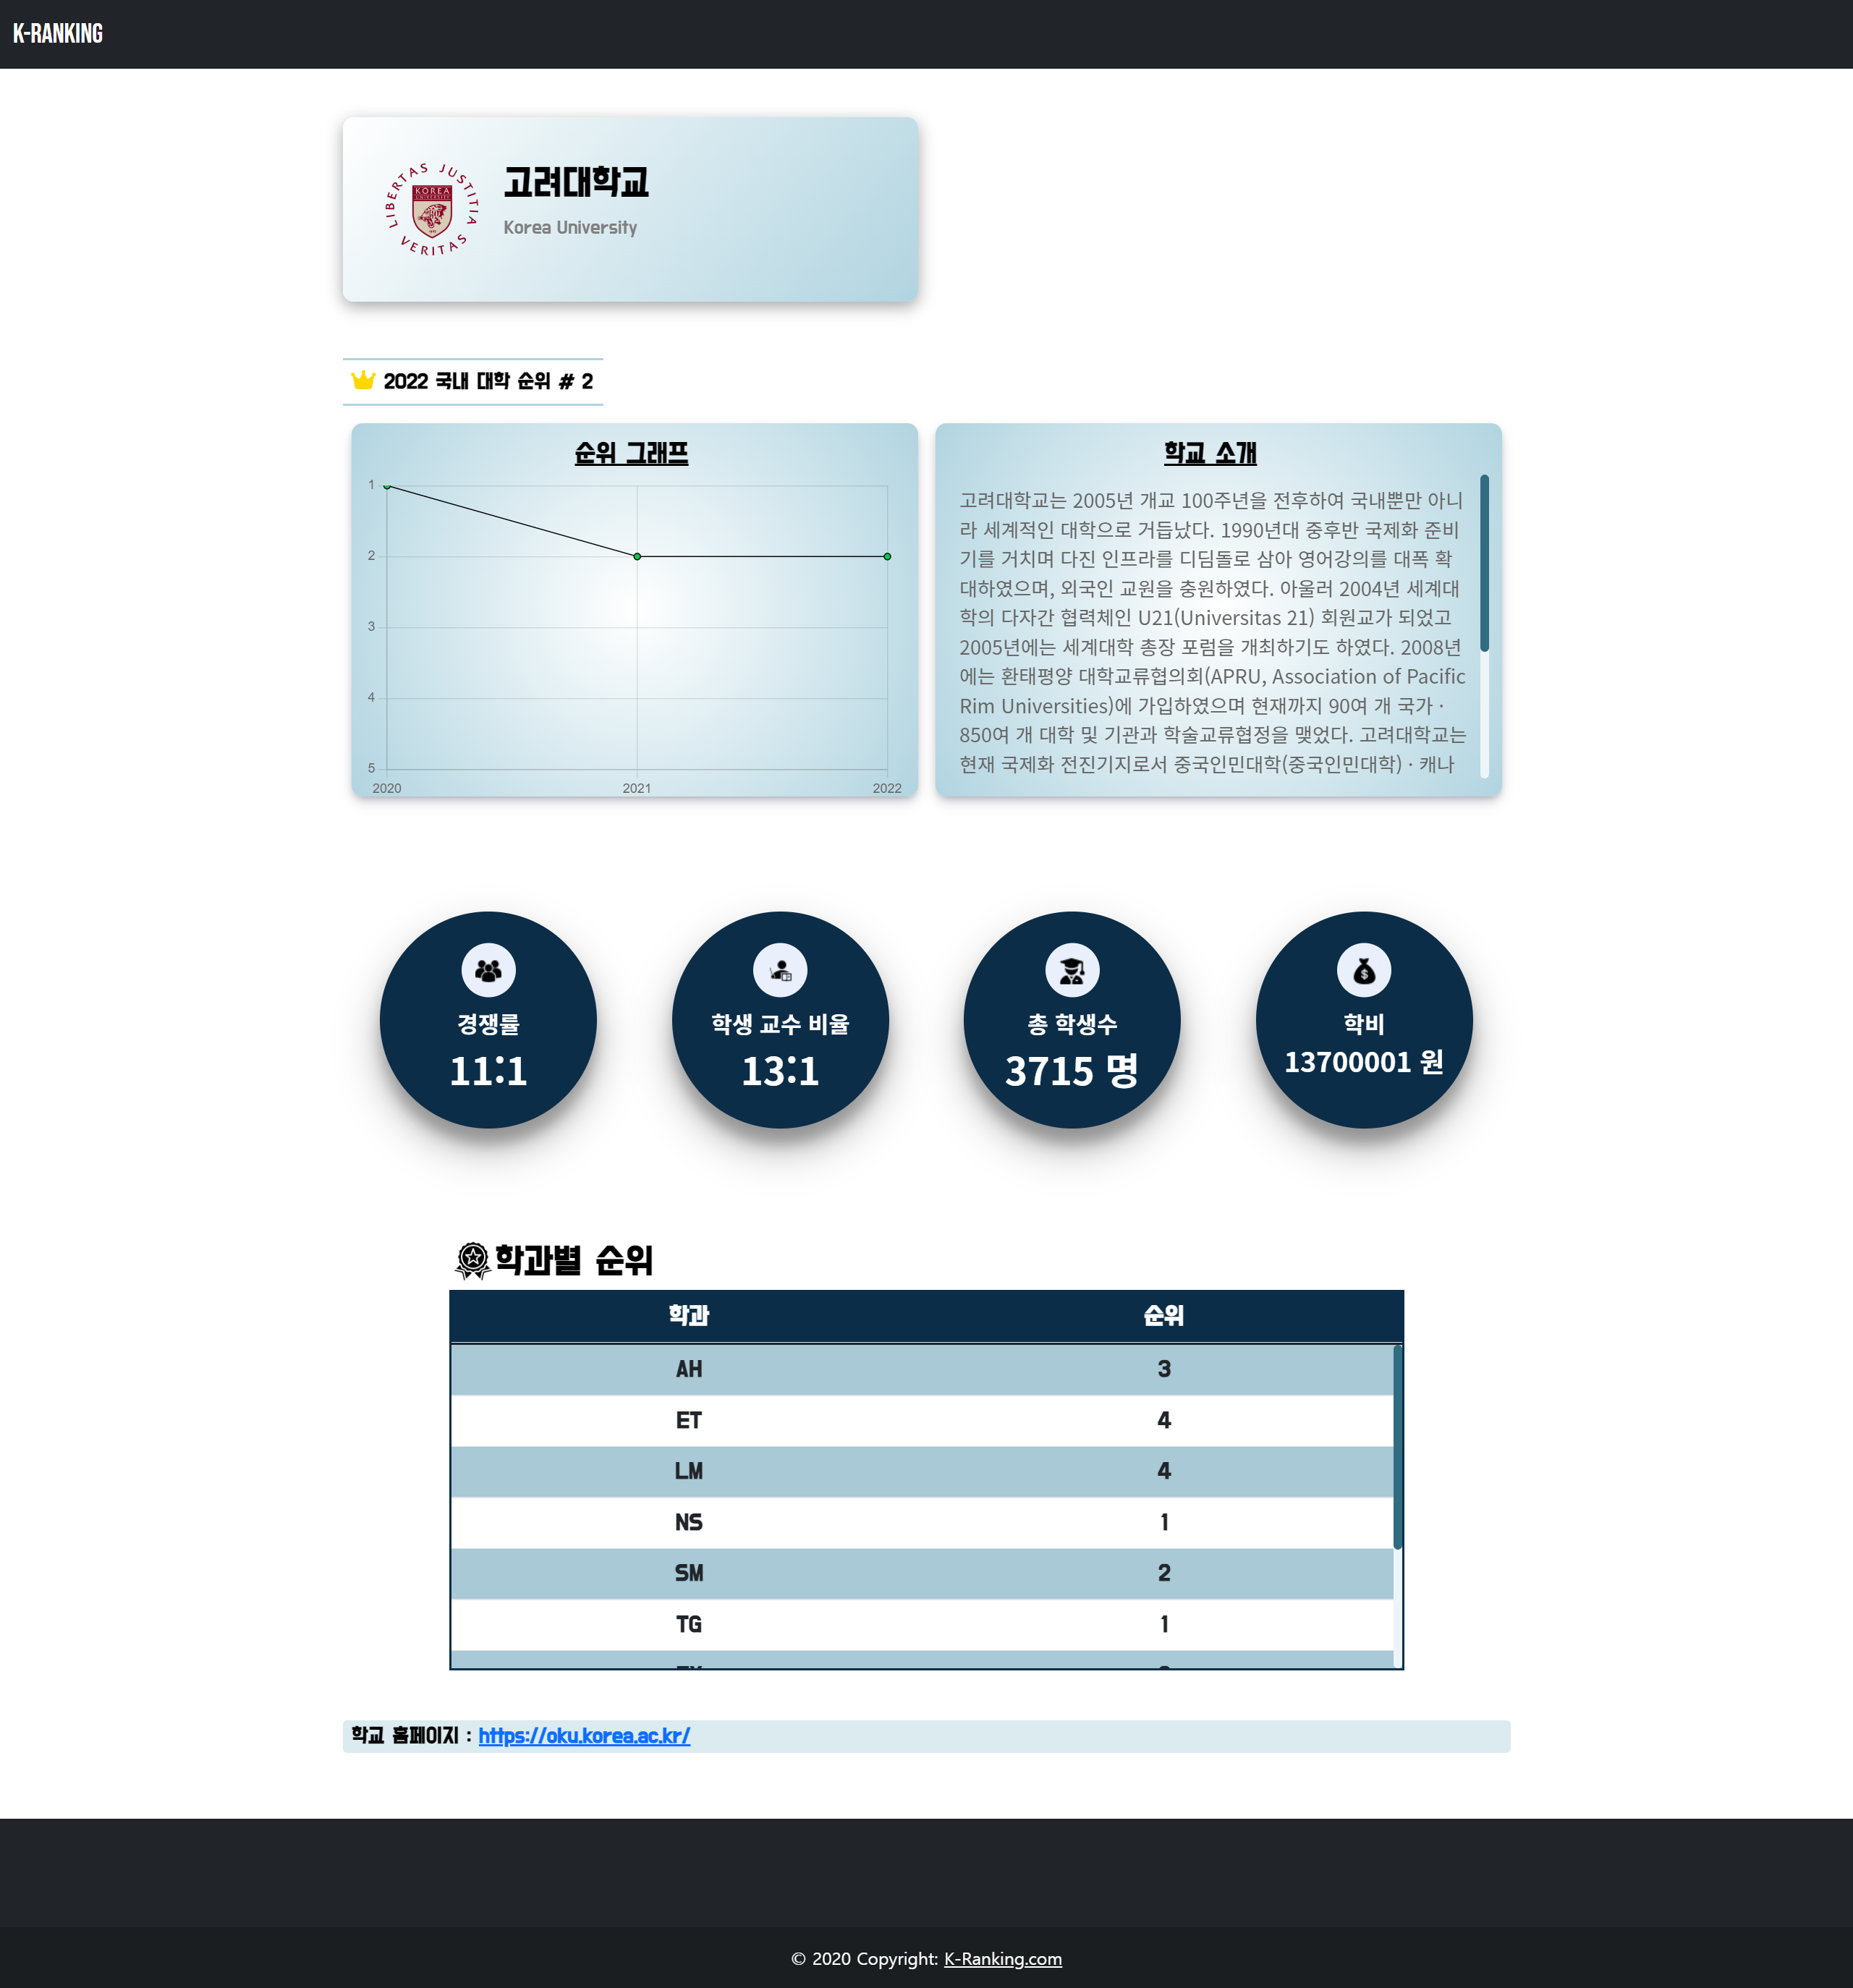 K-RANKING
LIBERTAS JUSTITIA
KOREA
UNIVERSITY
VERITAS
고려대학교
Korea University
2022 국내 대학 순위 # 2
순위 그래프
1
2
3
4
5
2020 2021 2022
학교 소개
고려대학교는 2005년 개교 100주년을 전후하여 국내뿐만 아니
라 세계적인 대학으로 거듭났다. 1990년대 중후반 국제화 준비
기를 거치며 다진 인프라를 디딤돌로 삼아 영어강의를 대폭 확
대하였으며, 외국인 교원을 충원하였다. 아울러 2004년 세계대
학의 다자간 협력체인 U21(Universitas 21) 회원교가 되었고
2005년에는 세계대학 총장 포럼을 개최하기도 하였다. 2008년
에는 환태평양 대학교류협의회(APRU, Association of Pacific
Rim Universities)에 가입하였으며 현재까지 90여 개 국가 ·
850여 개 대학 및 기관과 학술교류협정을 맺었다. 고려대학교는
현재 국제화 전진기지로서 중국인민대학(중국인민대학) · 캐나
경쟁률
11:1
학생 교수 비율
13:1
총 학생수
3715 명
학비
13700001 원
학과별 순위
학과 순위
AH 3
ET 4
LM 4
NS 1
SM 2
TG 1
학교 홈페이지 : https://oku.korea.ac.kr/
© 2020 Copyright: K-Ranking.com